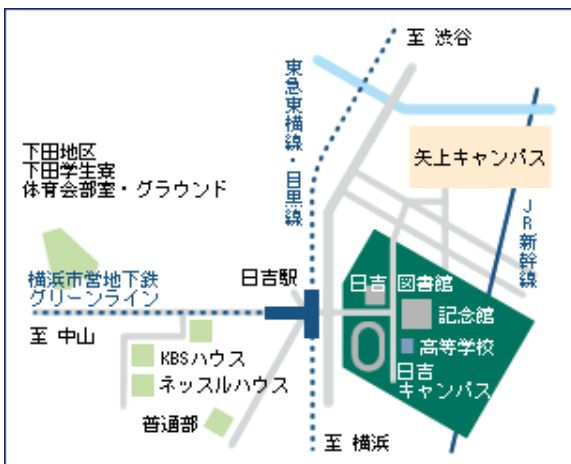 至 渋谷
東急東横線・目黒線
矢上キャンパス
下田地区
下田学生寮
体育会部室・グラウンド
JR新幹線
横浜市営地下鉄
グリーンライン
日吉駅
日吉 図書館
記念館
至 中山
高等学校
KBSハウス
日吉
キャンパス
ネッスルハウス
普通部
至 横浜